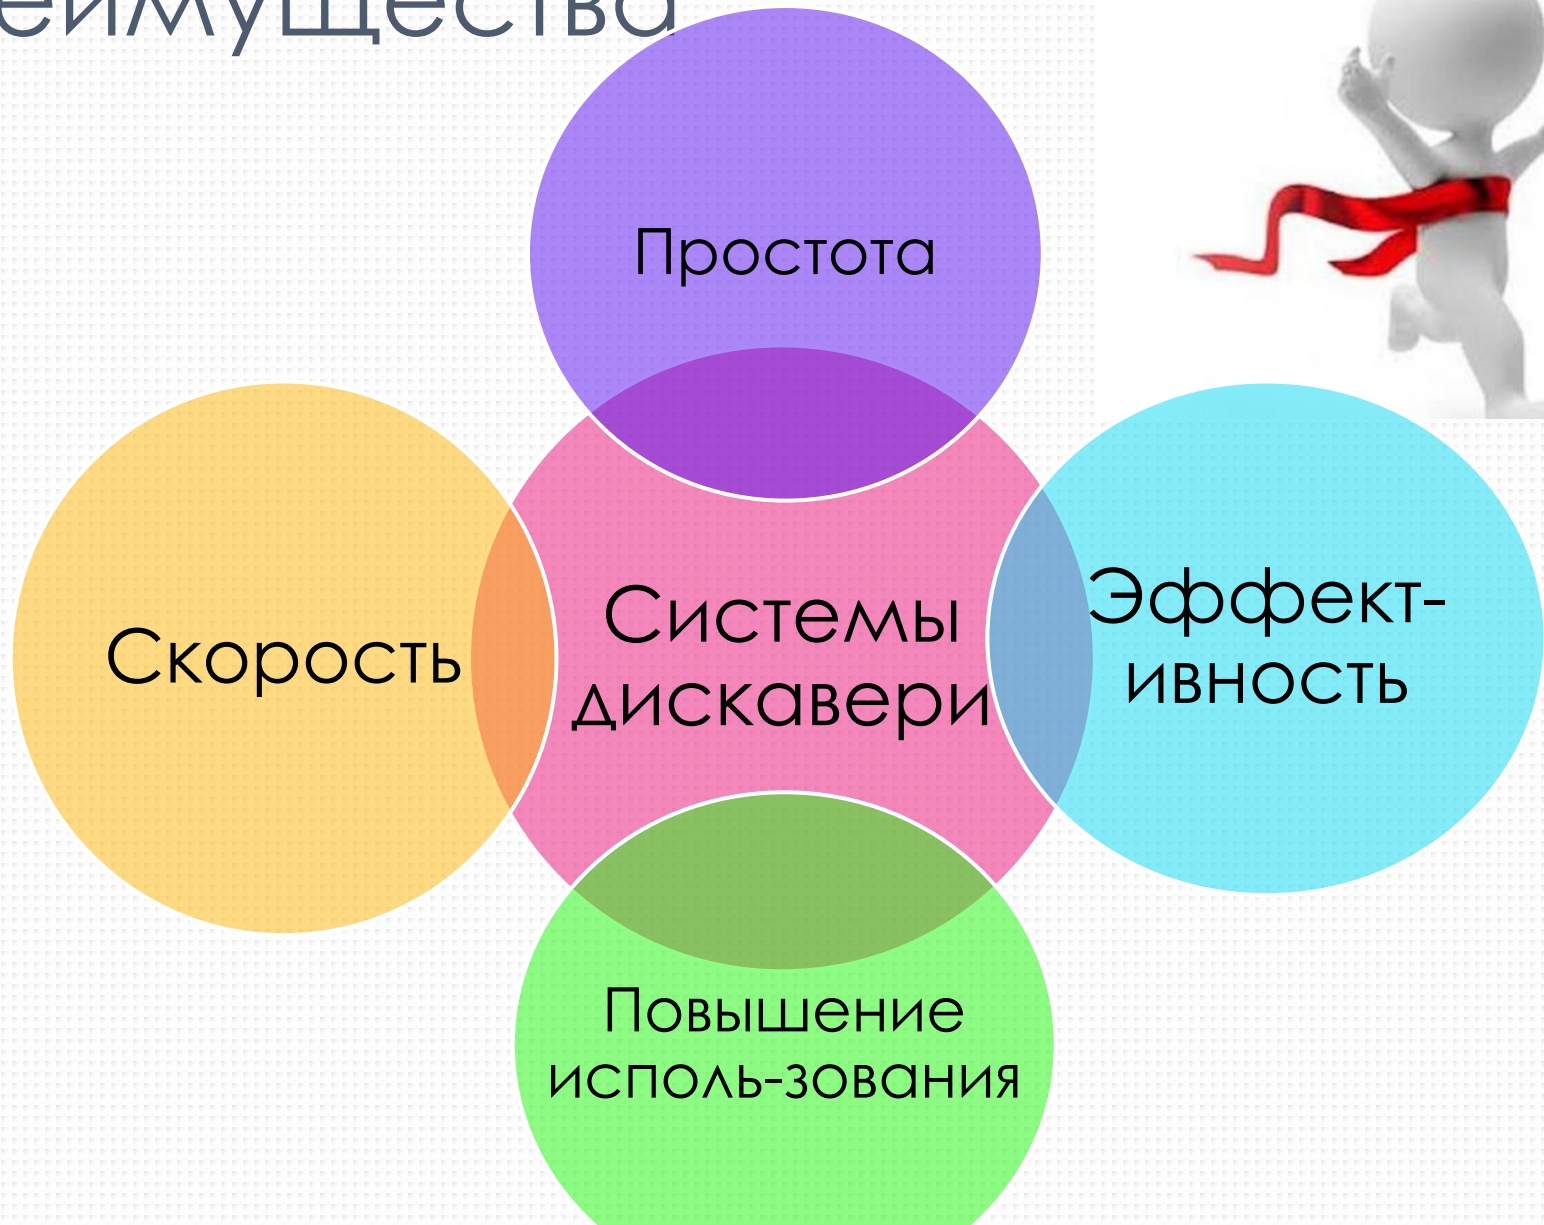 еимущества
Простота
Скорость
Системы
дискавери
Эффект-
ивность
Повышение
исполь-зования